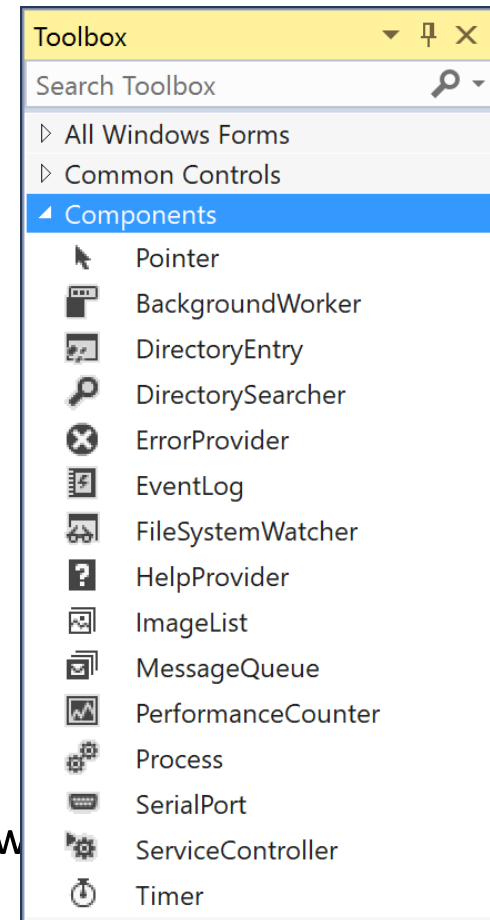 Toolbox
Search Toolbox
All Windows Forms
Common Controls
Components
Pointer
BackgroundWorker
DirectoryEntry
DirectorySearcher
ErrorProvider
EventLog
FileSystemWatcher
HelpProvider
ImageList
MessageQueue
PerformanceCounter
Process
SerialPort
w ServiceController
Timer